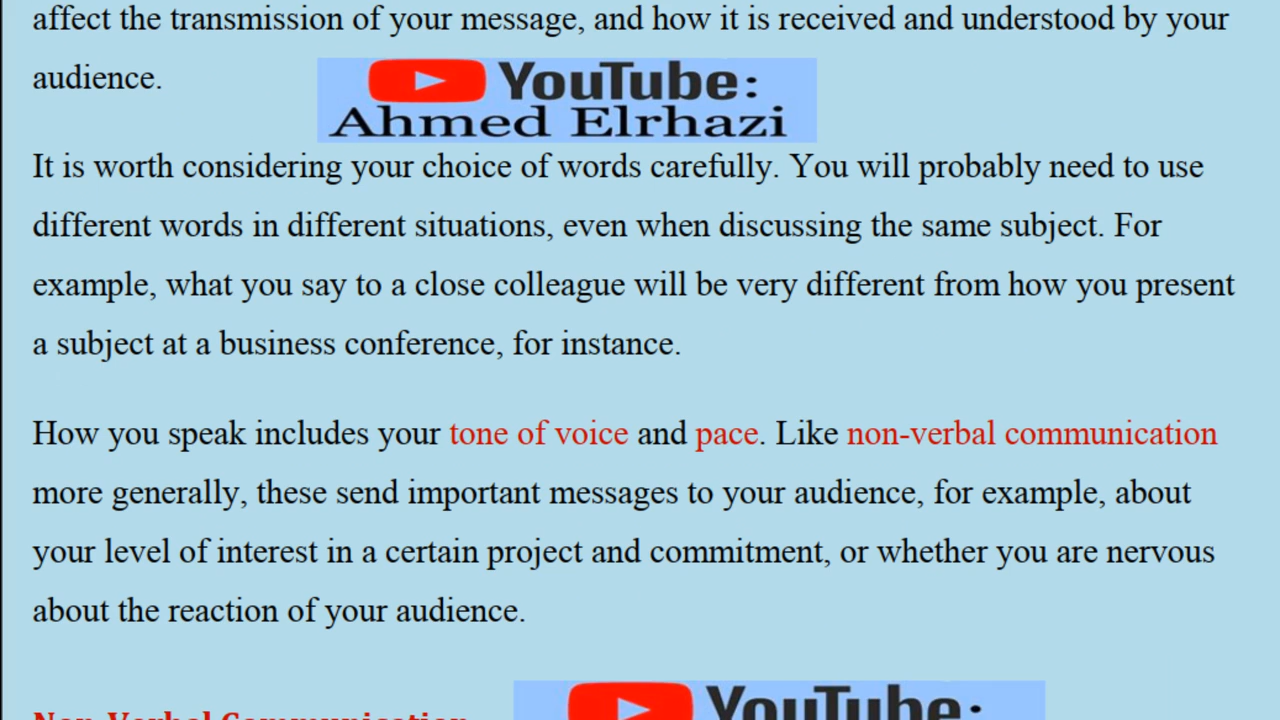 affect the transmission of your message, and how it is received and understood by your
audience.
YouTube:
Ahmed Elrhazi
It is worth considering your choice of words carefully. You will probably need to use
different words in different situations, even when discussing the same subject. For
example, what you say to a close colleague will be very different from how you present
a subject at a business conference, for instance.
How you speak includes your tone of voice and pace. Like non-verbal communication
more generally, these send important messages to your audience, for example, about
your level of interest in a certain project and commitment, or whether you are nervous
about the reaction of your audience.
Non-Verbal Communication
YouTube: